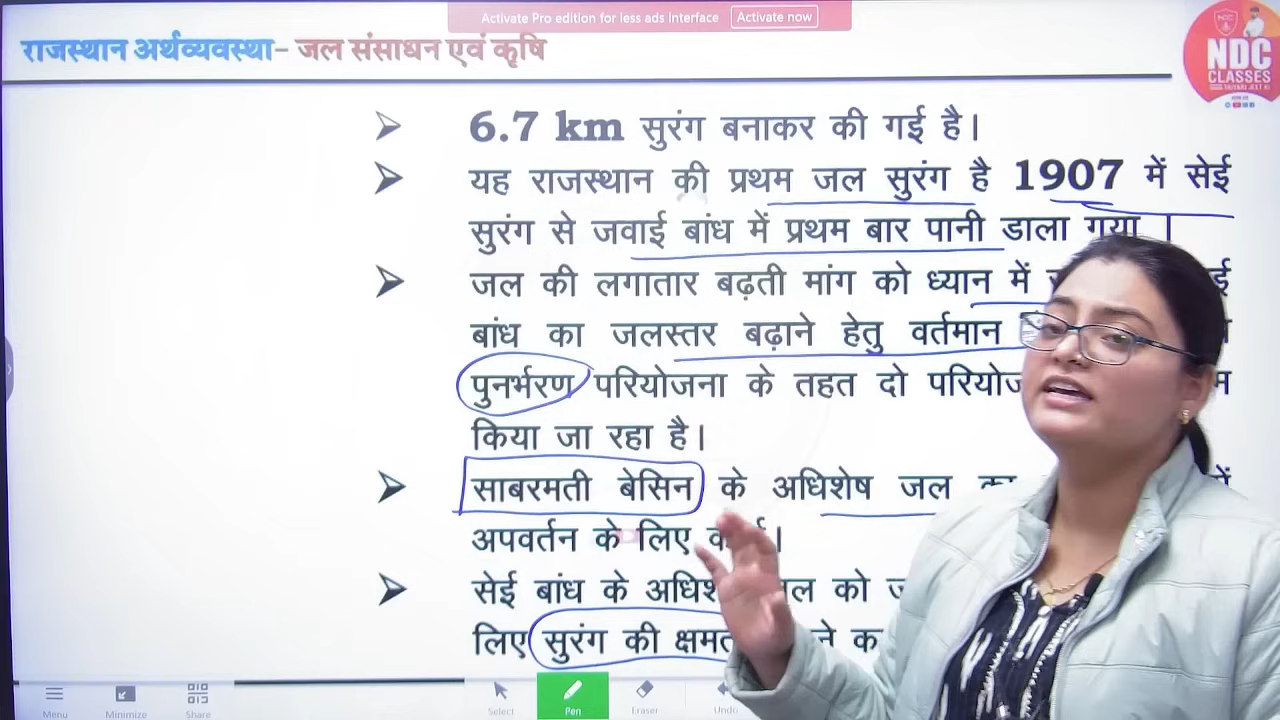 Activate Pro edition for less ads Interface Activate now
राजस्थान अर्थव्यवस्था– जल संसाधन एवं कृषि
NDC
CLASSES
6.7 km सुरंग बनाकर की गई है।
यह राजस्थान की प्रथम जल सुरंग है 1907 में सेई
सुरंग से जवाई बांध में प्रथम बार पानी डाला गया ।
जल की लगातार बढ़ती मांग को ध्यान में
बांध का जलस्तर बढ़ाने हेतु वर्तमान
पुनर्भरण परियोजना के तहत दो
किया जा रहा है।
साबरमती बेसिन के अधिशेष जल
अपवर्तन के लिए
सेई बांध के को
लिए सुरंग की
Menu Minimize Share Select Pen Eraser Undo